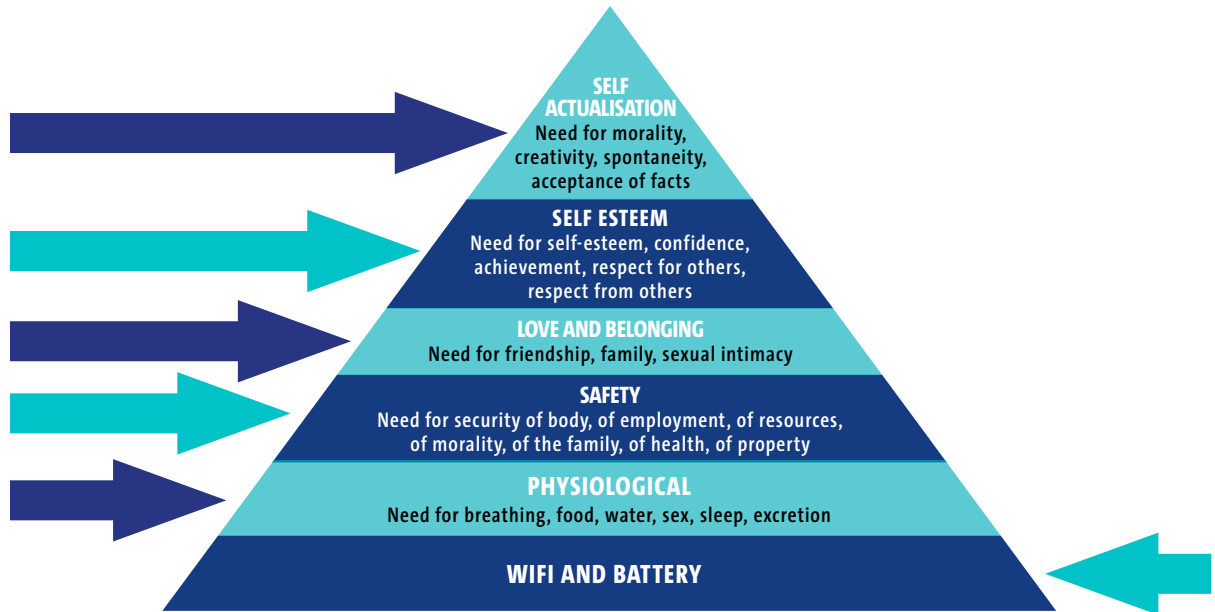 SELF
ACTUALISATION
Need for morality,
creativity, spontaneity,
acceptance of facts
SELF ESTEEM
Need for self-esteem, confidence,
achievement, respect for others,
respect from others
LOVE AND BELONGING
Need for friendship, family, sexual intimacy
SAFETY
Need for security of body, of employment, of resources,
of morality, of the family, of health, of property
PHYSIOLOGICAL
Need for breathing, food, water, sex, sleep, excretion
WIFI AND BATTERY